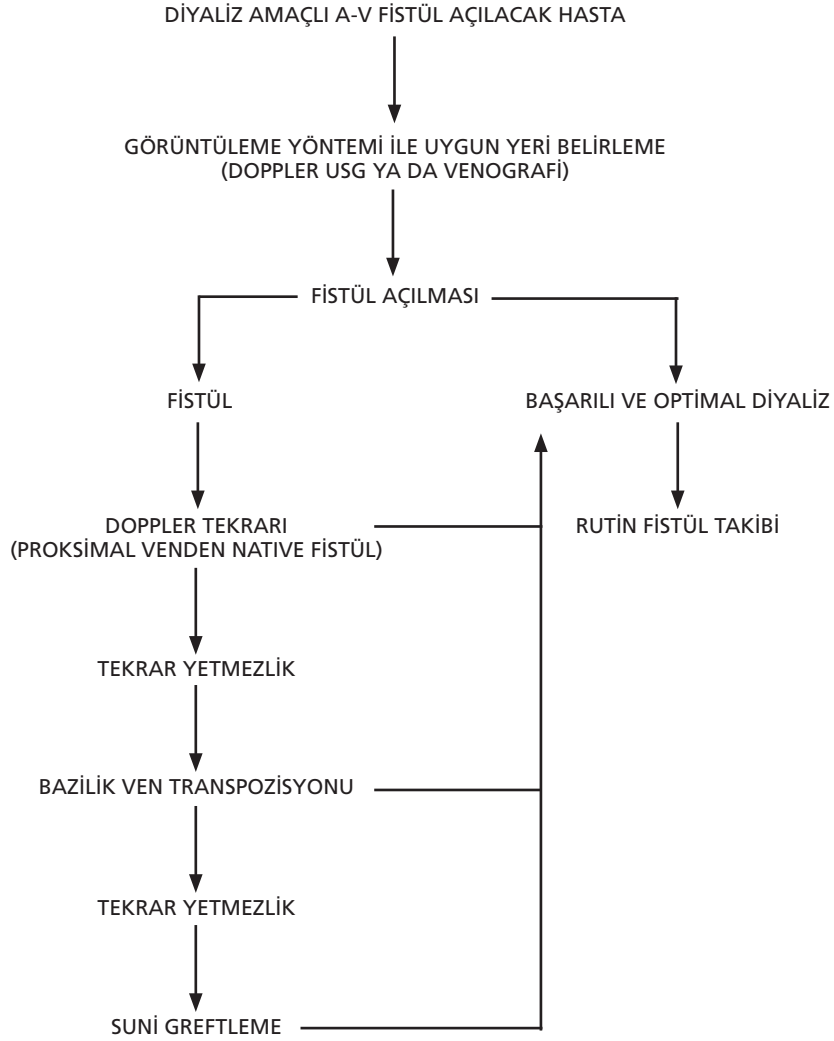 DİYALİZ AMAÇLI A-V FİSTÜL AÇILACAK HASTA
GÖRÜNTÜLEME YÖNTEMİ İLE UYGUN YERİ BELİRLEME
(DOPPLER USG YA DA VENOGRAFİ)
FİSTÜL AÇILMASI
FİSTÜL
BAŞARILI VE OPTİMAL DİYALİZ
DOPPLER TEKRARI
(PROKSİMAL VENDEN NATIVE FİSTÜL)
RUTİN FİSTÜL TAKİBİ
TEKRAR YETMEZLİK
BAZİLİK VEN TRANSPOZİSYONU
TEKRAR YETMEZLİK
SUNİ GREFTLEME